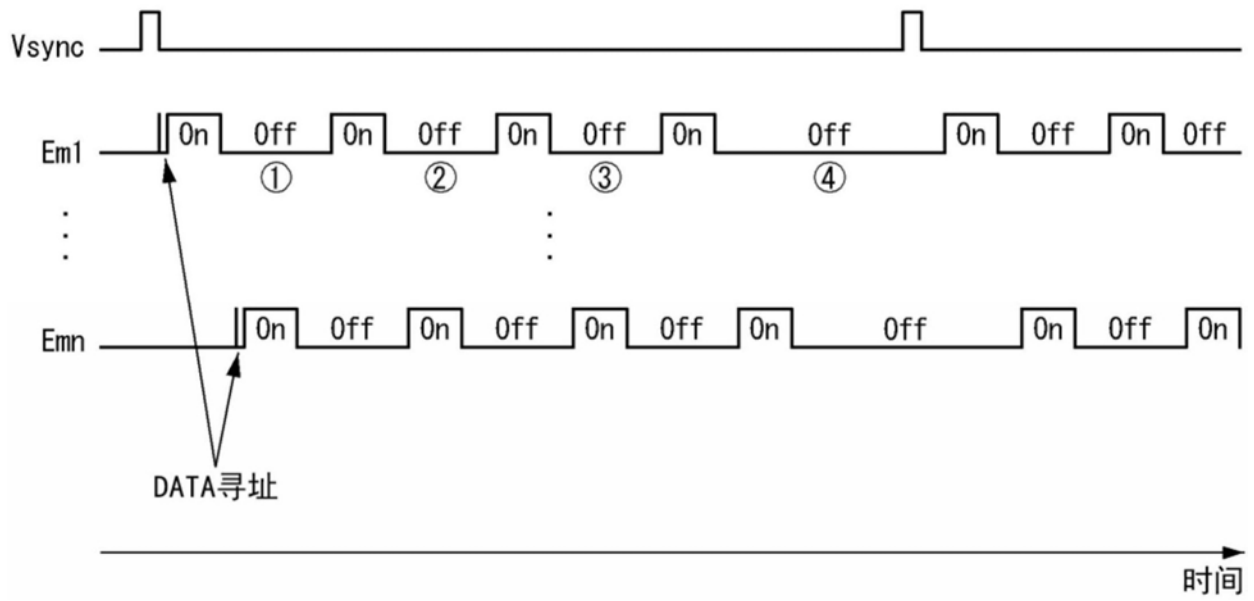 Vsync
Em1 On Off On Off On Off On Off On Off On Off
① ② ③ ④
Emn On Off On Off On Off On Off On Off On
DATA寻址
时间